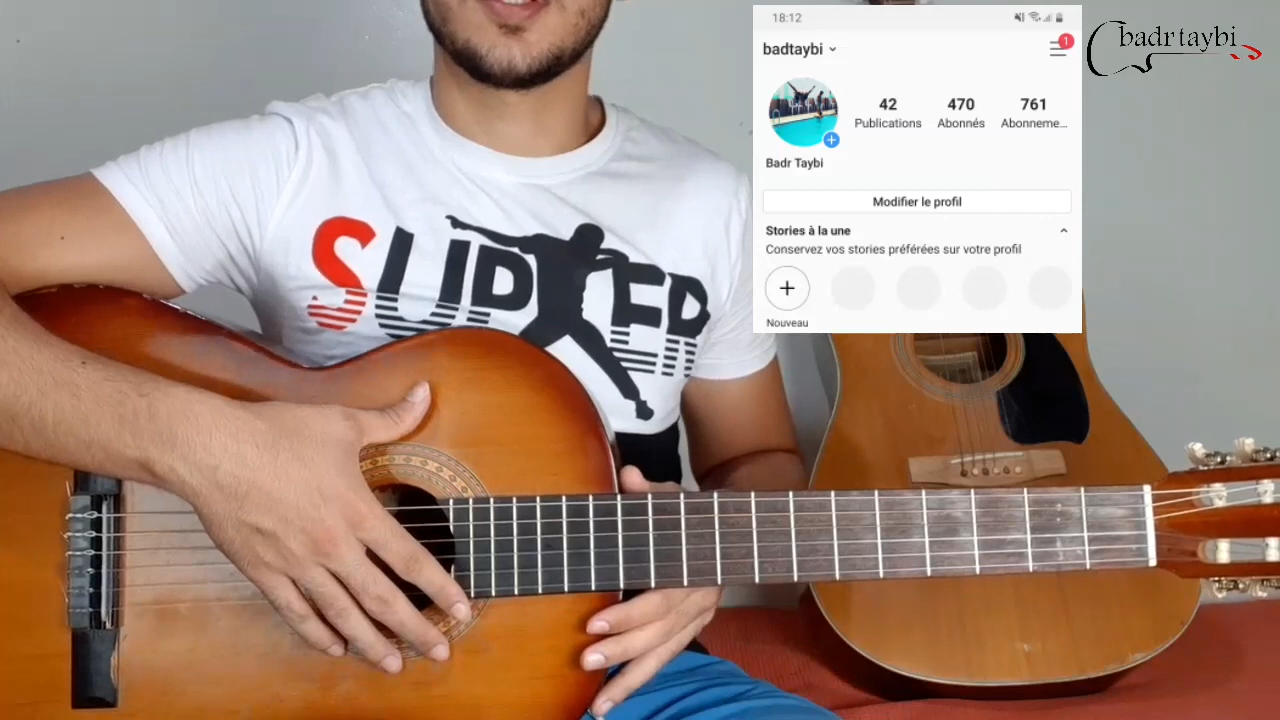 18:12
badtaybi
1
42 470 761
Publications Abonnés Abonneme...
Badr Taybi
Modifier le profil
Stories à la une
Conservez vos stories préférées sur votre profil
Nouveau
badrtaybi
SUPER